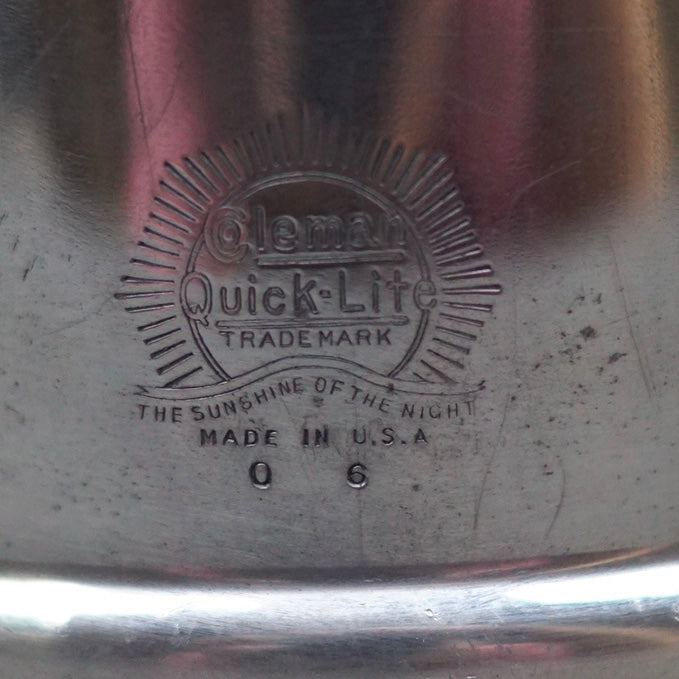 Coleman
Quick-Lite
TRADEMARK
THE SUNSHINE OF THE NIGHT
MADE IN U.S.A
0 6